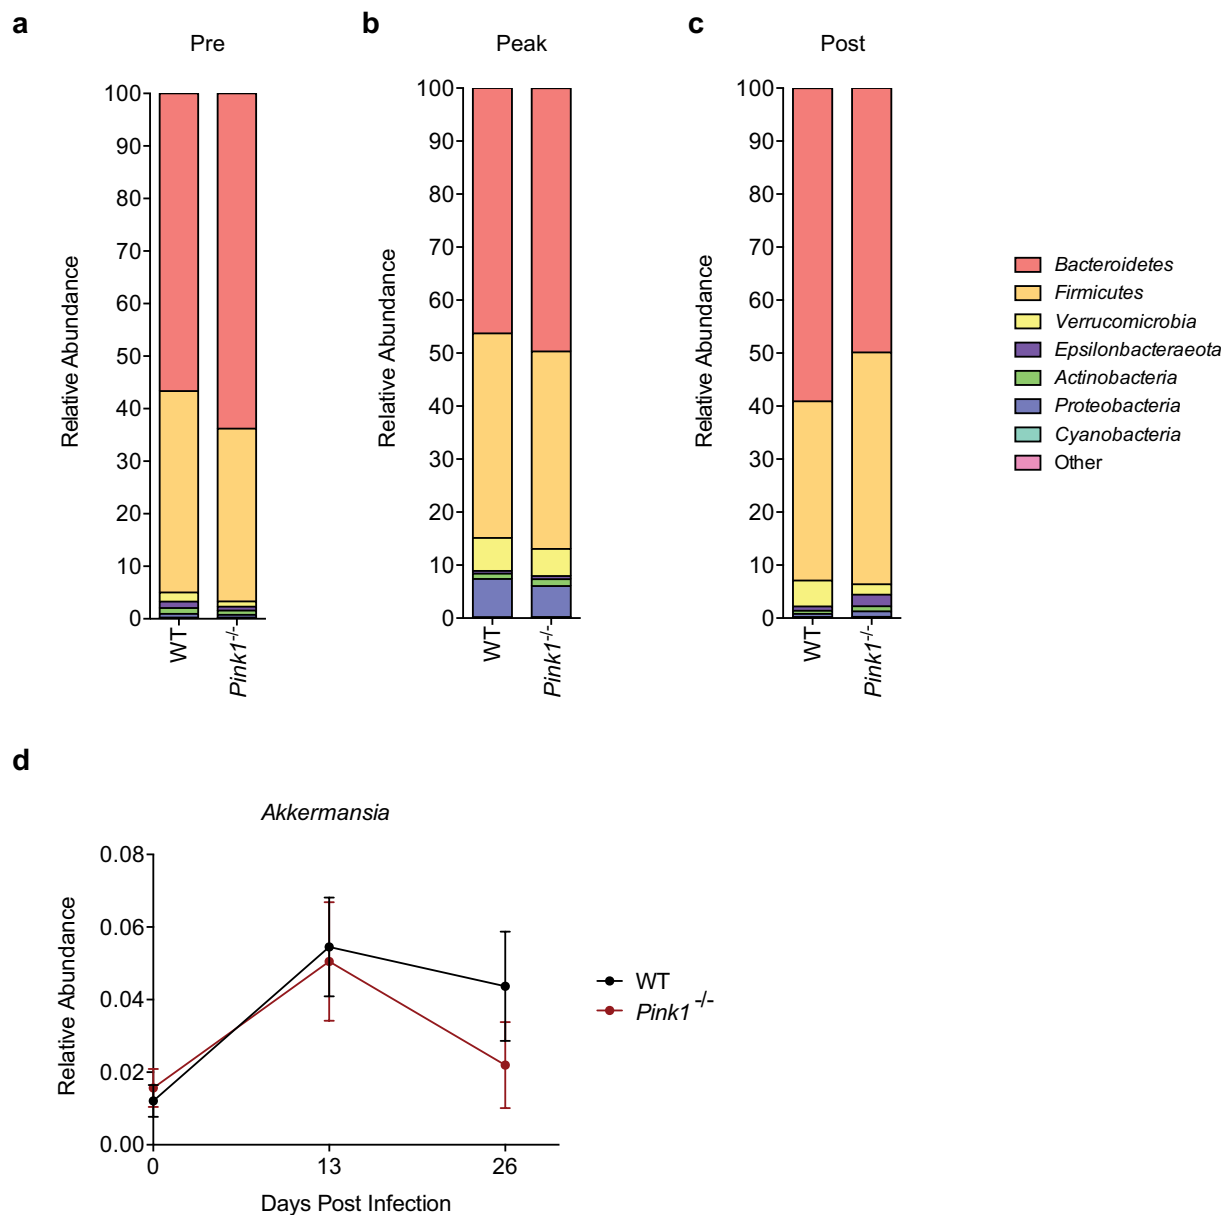 a
Pre
100
90
80
70
60
50
40
30
20
10
0
Relative Abundance
WT
Pink1-/-
b
Peak
100
90
80
70
60
50
40
30
20
10
0
Relative Abundance
WT
Pink1-/-
c
Post
100
90
80
70
60
50
40
30
20
10
0
Relative Abundance
WT
Pink1-/-
Bacteroidetes
Firmicutes
Verrucomicrobia
Epsilonbacteraeota
Actinobacteria
Proteobacteria
Cyanobacteria
Other
d
Akkermansia
0.08
0.06
0.04
0.02
0.00
Relative Abundance
0 13 26
Days Post Infection
WT
Pink1 -/-